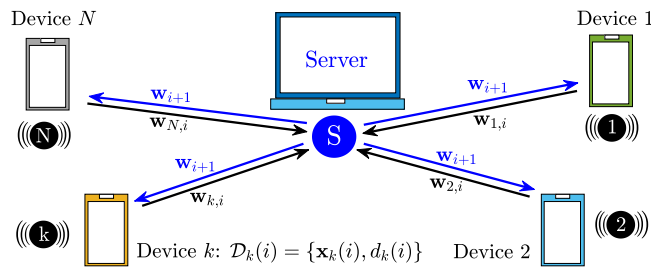 Device N
Device 1
Server
w_{i+1}
w_{i+1}
w_{N,i}
w_{1,i}
N
S
1
w_{i+1}
w_{i+1}
w_{k,i}
w_{2,i}
k
2
Device k: 𝒟_k(i) = {x_k(i), d_k(i)}
Device 2